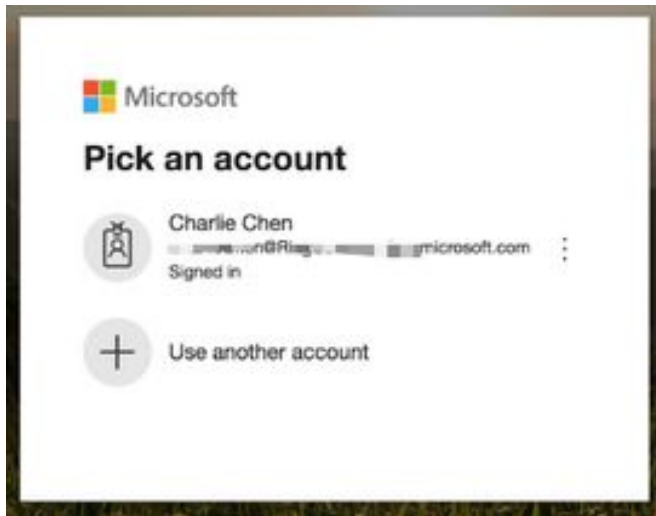 Microsoft
Pick an account
Charlie Chen
microsoft.com
Signed in
Use another account